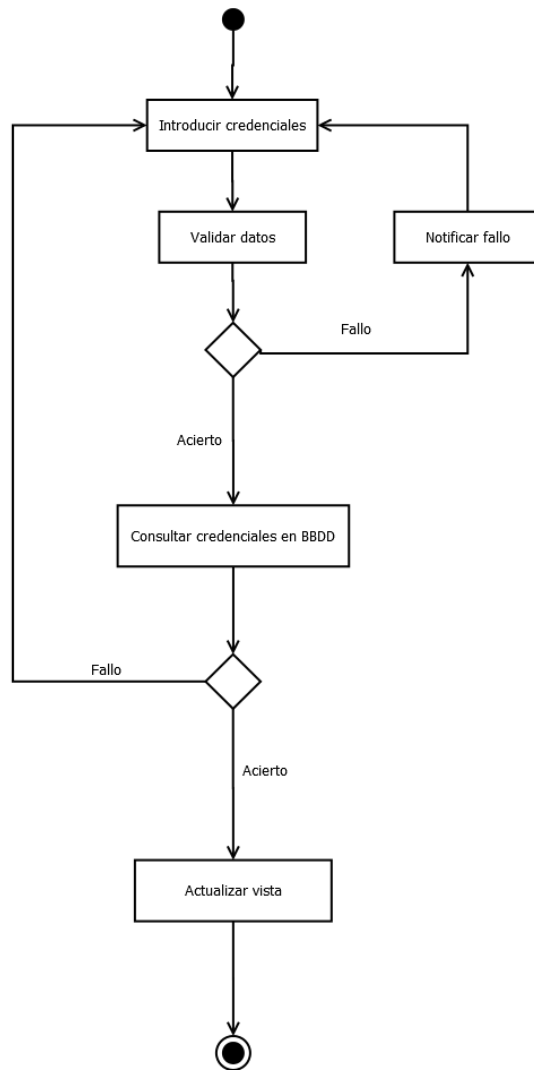 Introducir credenciales
Validar datos
Notificar fallo
Fallo
Acierto
Consultar credenciales en BBDD
Fallo
Acierto
Actualizar vista